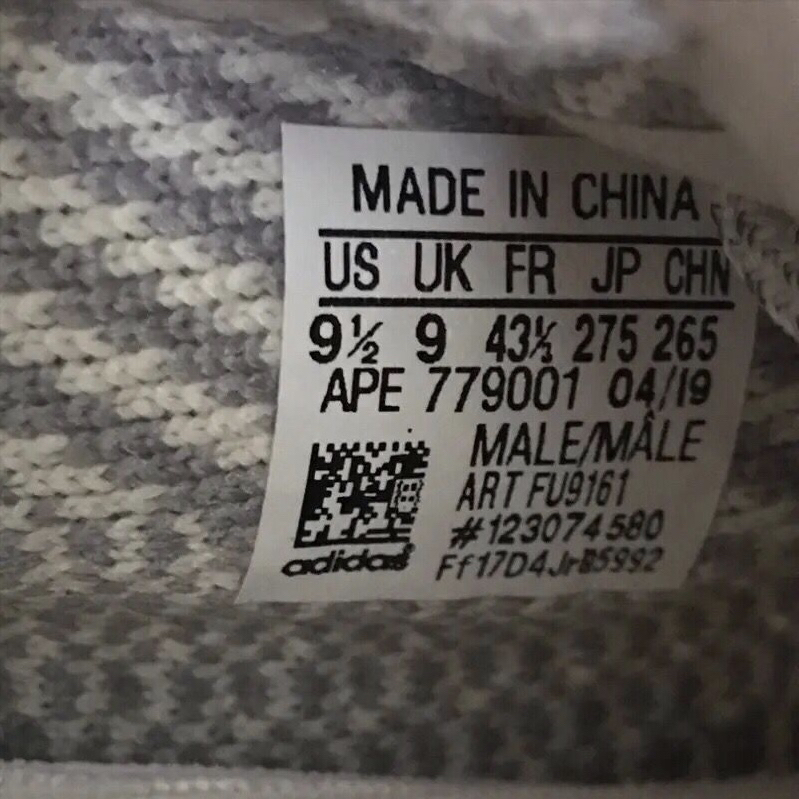 MADE IN CHINA
US UK FR JP CHN
9½ 9 43⅓ 275 265
APE 779001 04/19
MALE/MÂLE
ART FU9161
#123074580
adidas
Ff17D4JrB5992